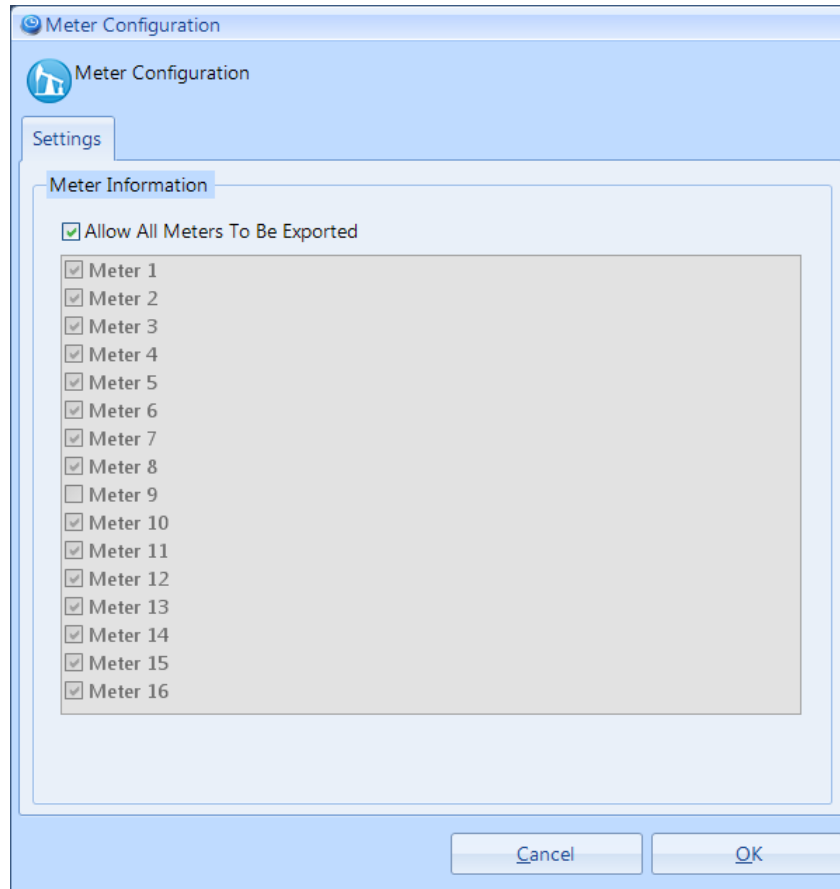 Meter Configuration
Meter Configuration
Settings
Meter Information
Allow All Meters To Be Exported
Meter 1
Meter 2
Meter 3
Meter 4
Meter 5
Meter 6
Meter 7
Meter 8
Meter 9
Meter 10
Meter 11
Meter 12
Meter 13
Meter 14
Meter 15
Meter 16
Cancel OK